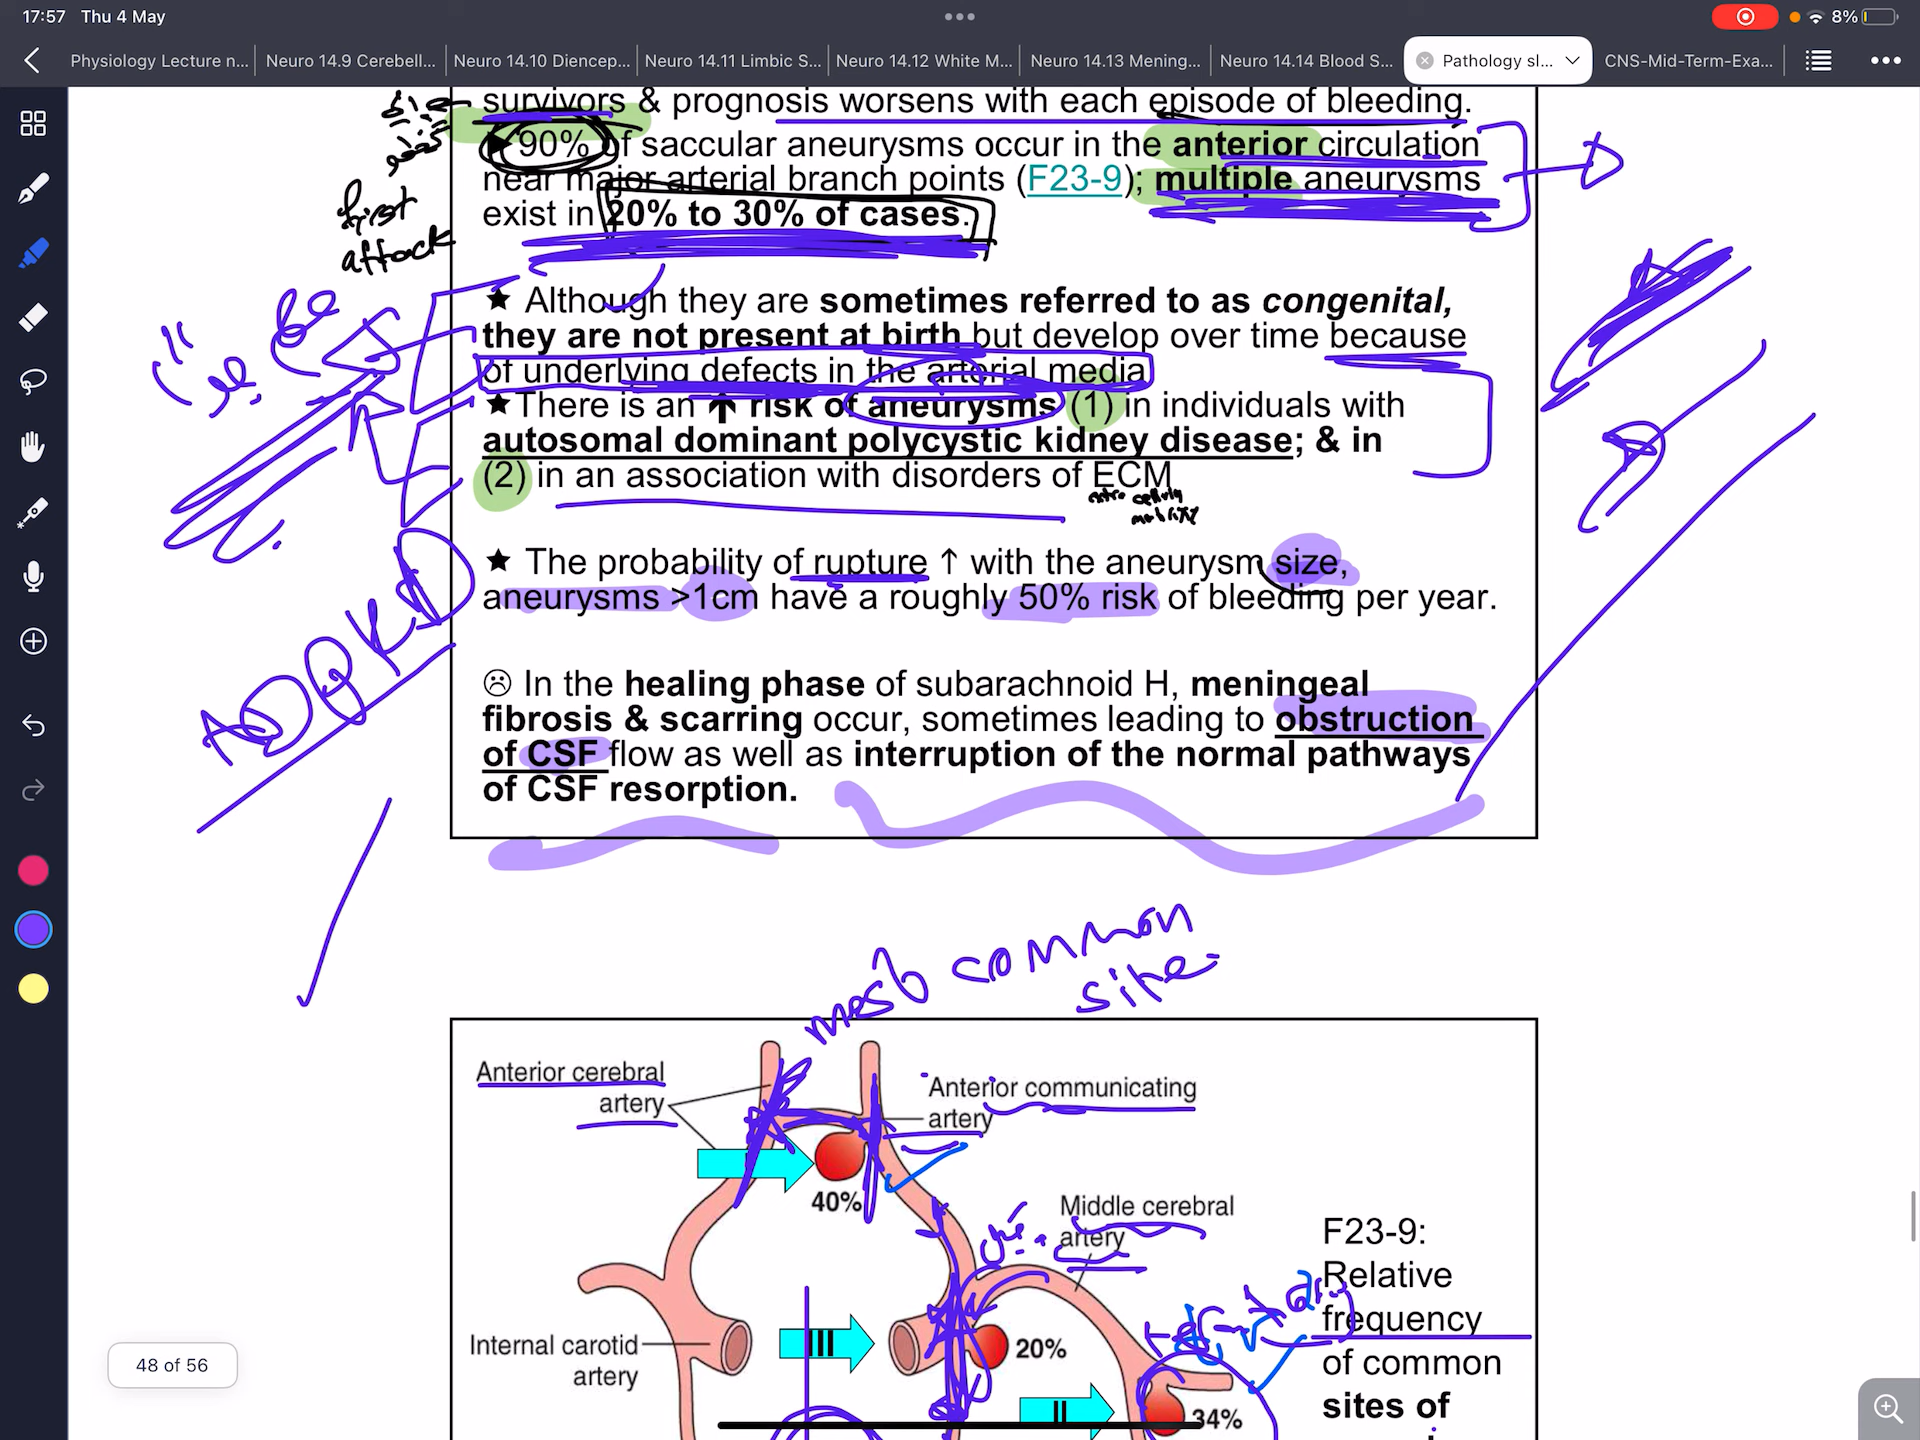 17:57 Thu 4 May
8%
Physiology Lecture n...
Neuro 14.9 Cerebell...
Neuro 14.10 Diencep...
Neuro 14.11 Limbic S...
Neuro 14.12 White M...
Neuro 14.13 Mening...
Neuro 14.14 Blood S...
Pathology sl...
CNS-Mid-Term-Exa...
survivors & prognosis worsens with each episode of bleeding.
► 90% of saccular aneurysms occur in the anterior circulation
near major arterial branch points (F23-9); multiple aneurysms
exist in 20% to 30% of cases.
first
attack
★ Although they are sometimes referred to as congenital,
they are not present at birth but develop over time because
of underlying defects in the arterial media
★There is an ↑ risk of aneurysms (1) in individuals with
autosomal dominant polycystic kidney disease; & in
(2) in an association with disorders of ECM
★ The probability of rupture ↑ with the aneurysm size,
aneurysms >1cm have a roughly 50% risk of bleeding per year.
ADPKD
☹ In the healing phase of subarachnoid H, meningeal
fibrosis & scarring occur, sometimes leading to obstruction
of CSF flow as well as interruption of the normal pathways
of CSF resorption.
most common
site.
Anterior cerebral
artery
Anterior communicating
artery
40%
Middle cerebral
artery
Internal carotid
artery
III
20%
II
34%
F23-9:
Relative
frequency
of common
sites of
48 of 56